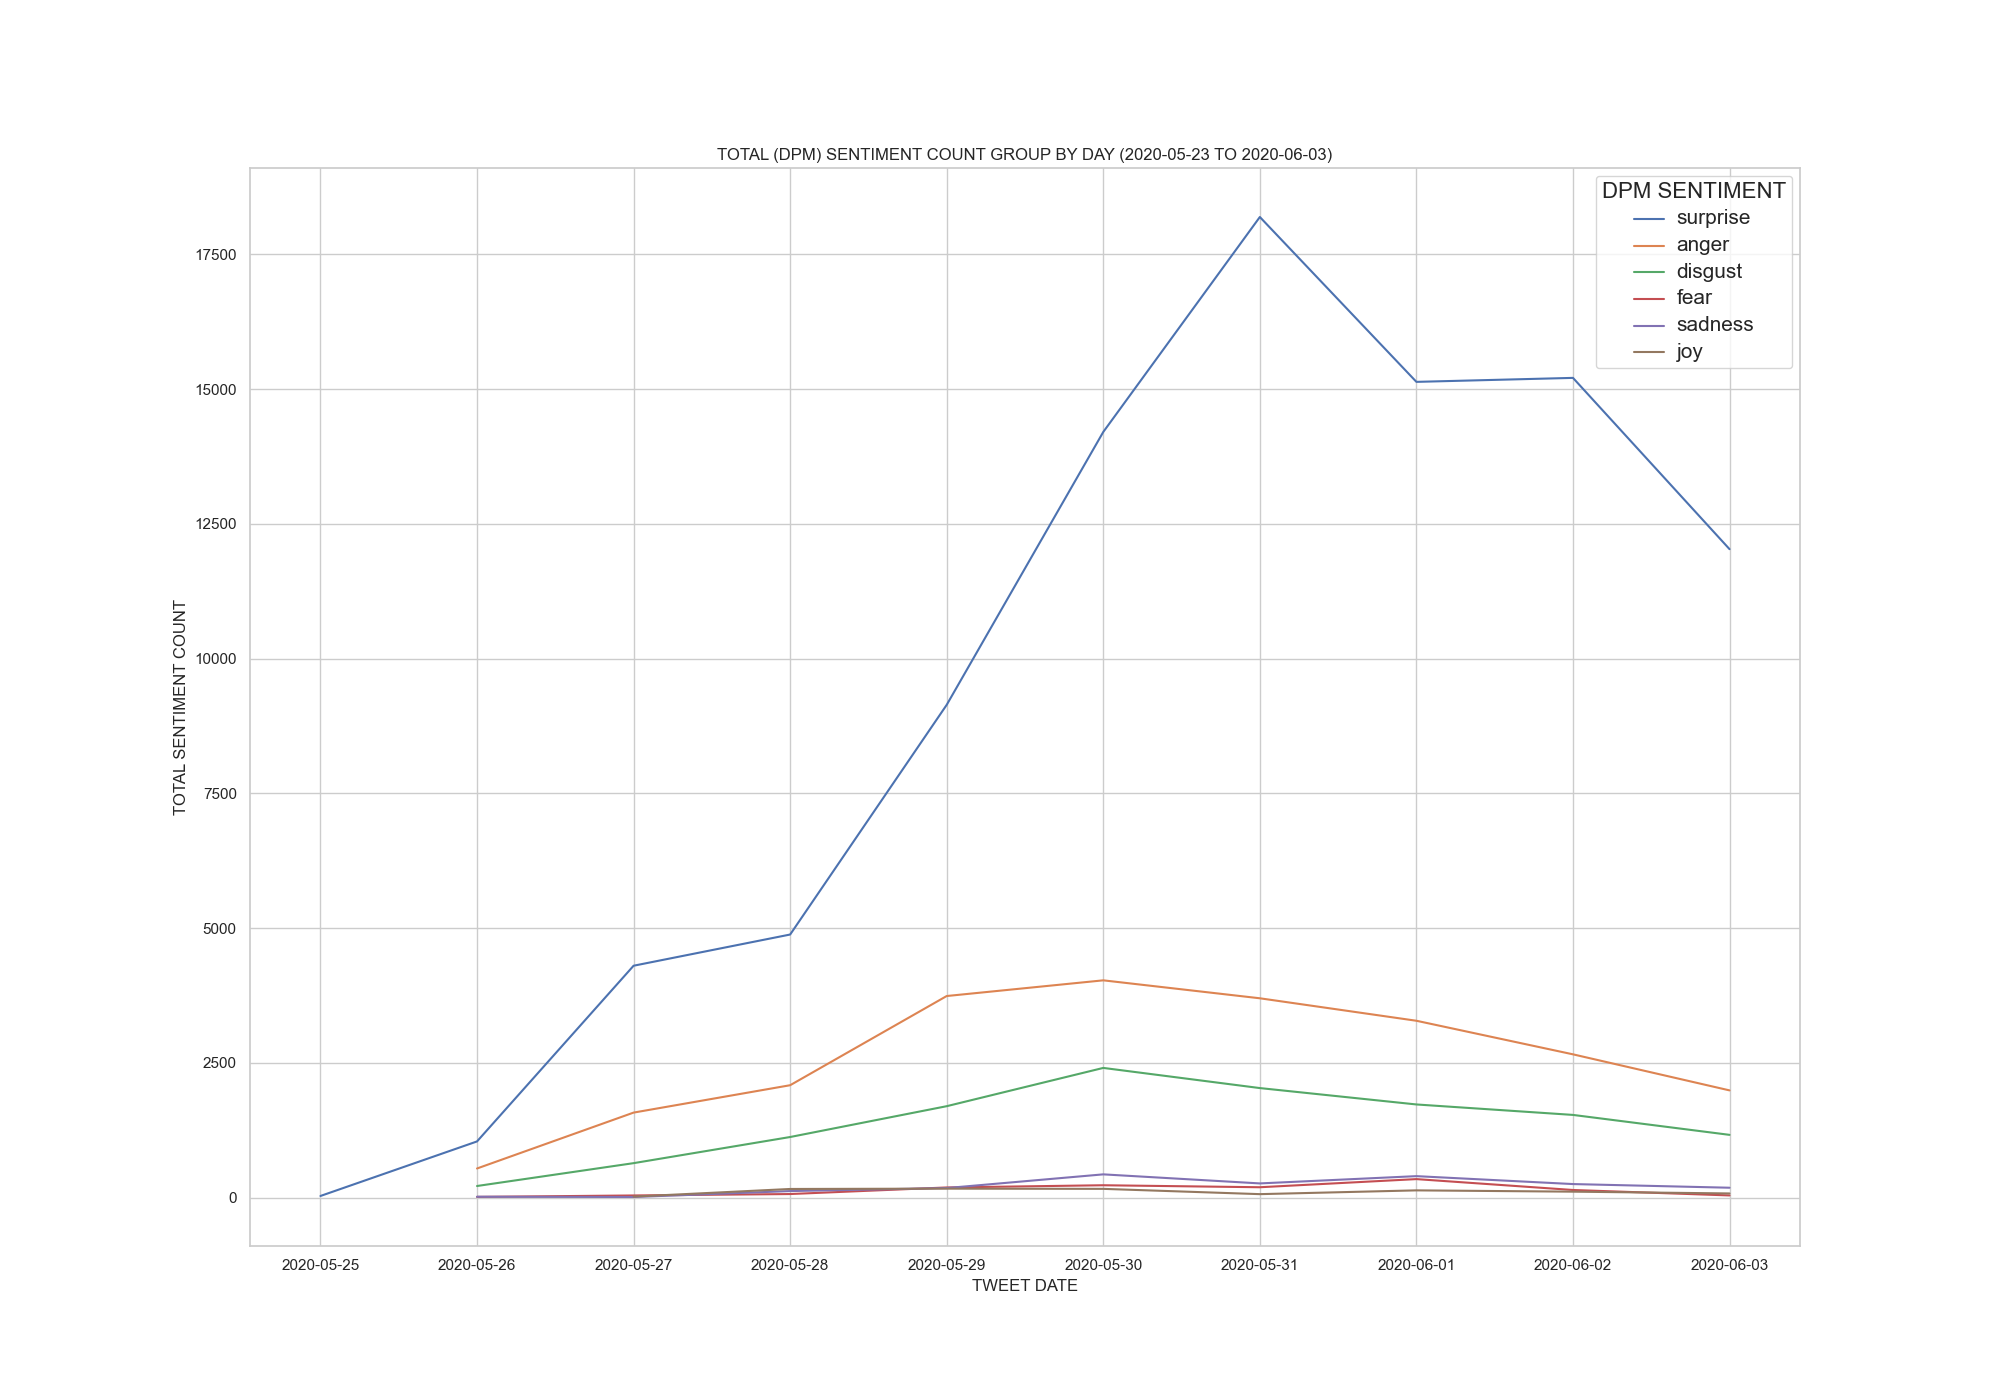 TOTAL (DPM) SENTIMENT COUNT GROUP BY DAY (2020-05-23 TO 2020-06-03)
DPM SENTIMENT
surprise
anger
disgust
fear
sadness
joy
TOTAL SENTIMENT COUNT
17500
15000
12500
10000
7500
5000
2500
0
2020-05-25 2020-05-26 2020-05-27 2020-05-28 2020-05-29 2020-05-30 2020-05-31 2020-06-01 2020-06-02 2020-06-03
TWEET DATE